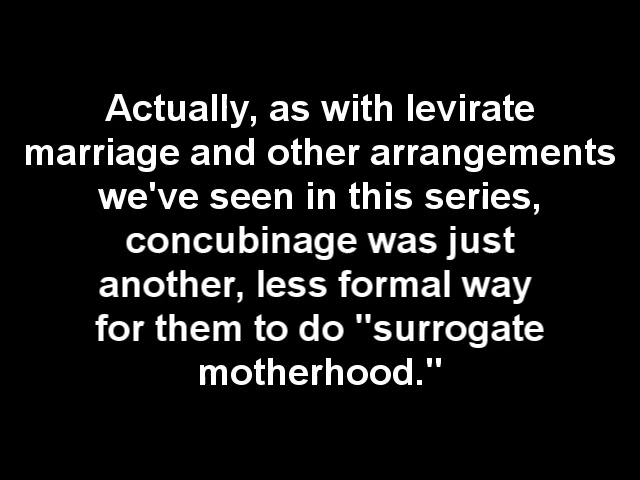 Actually, as with levirate
marriage and other arrangements
we've seen in this series,
concubinage was just
another, less formal way
for them to do "surrogate
motherhood."